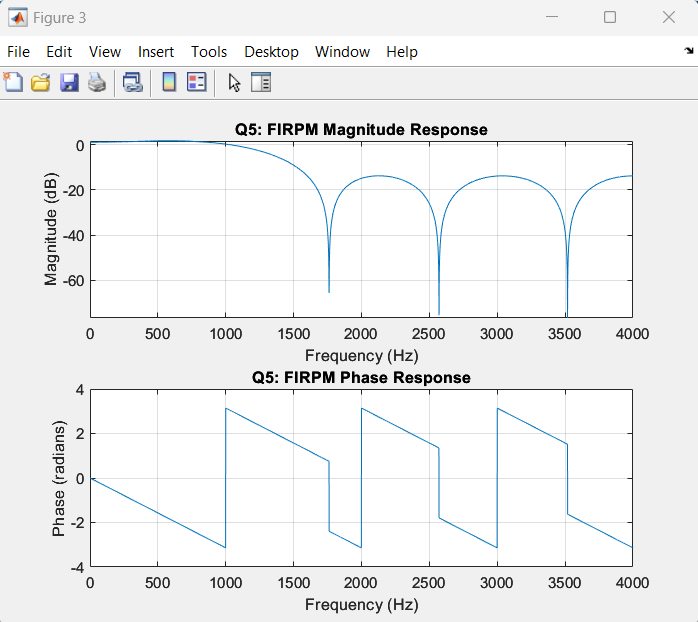 Figure 3
File Edit View Insert Tools Desktop Window Help
Q5: FIRPM Magnitude Response
Magnitude (dB)
0
-20
-40
-60
0 500 1000 1500 2000 2500 3000 3500 4000
Frequency (Hz)
Q5: FIRPM Phase Response
Phase (radians)
4
2
0
-2
-4
0 500 1000 1500 2000 2500 3000 3500 4000
Frequency (Hz)